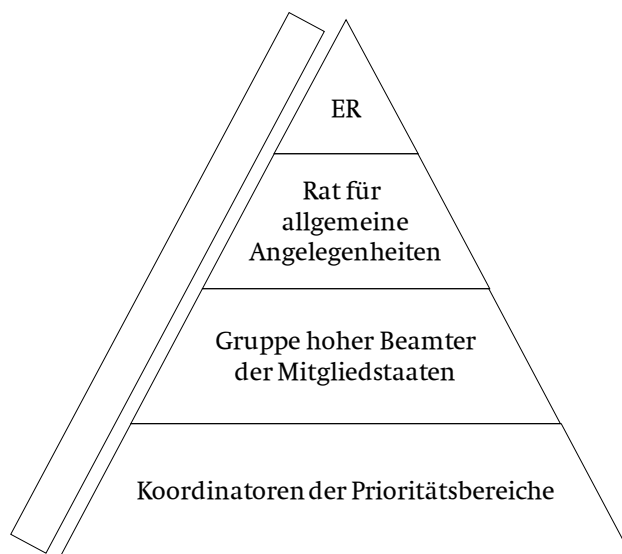 ER
Rat für
allgemeine
Angelegenheiten
Gruppe hoher Beamter
der Mitgliedstaaten
Koordinatoren der Prioritätsbereiche